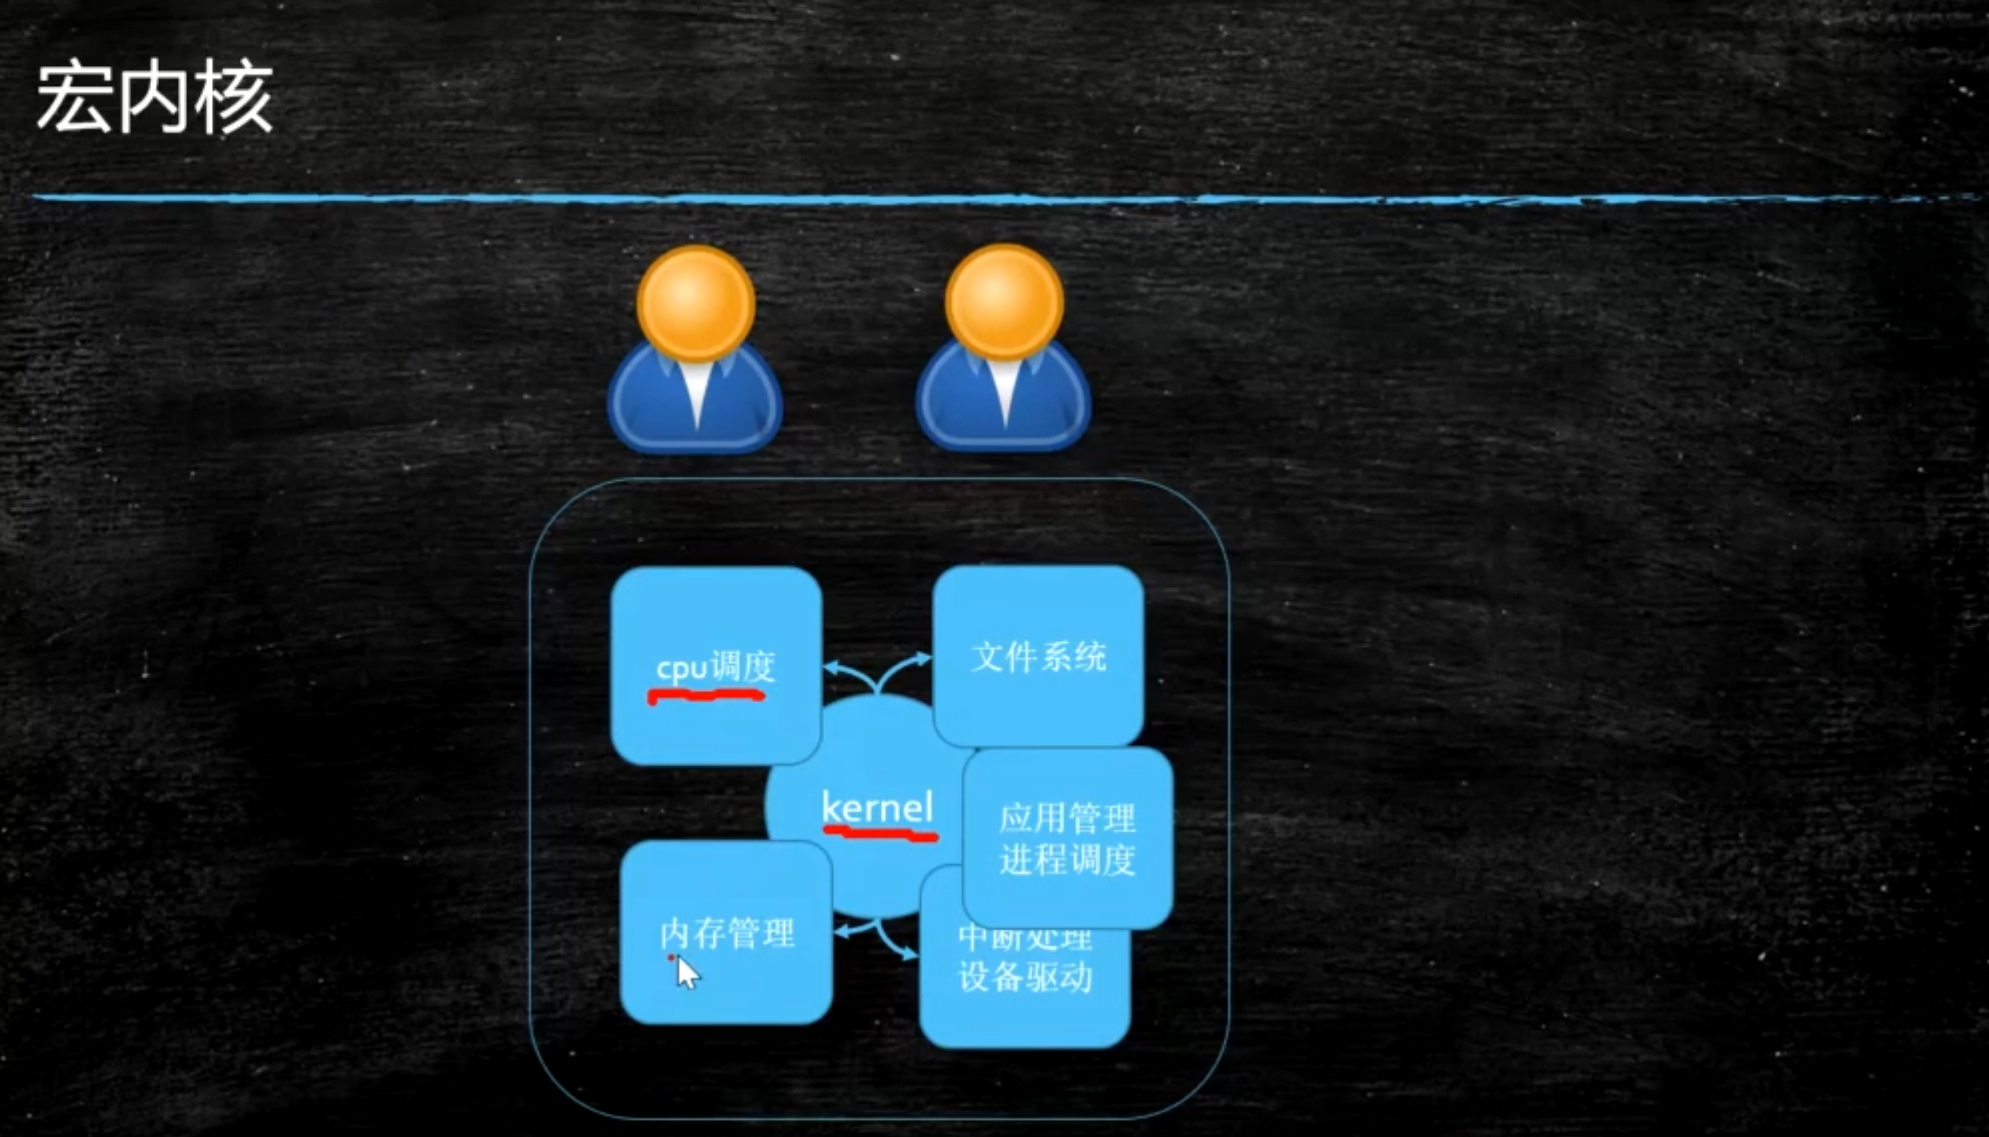 宏内核
cpu调度
文件系统
kernel
应用管理
进程调度
内存管理
中断处理
设备驱动